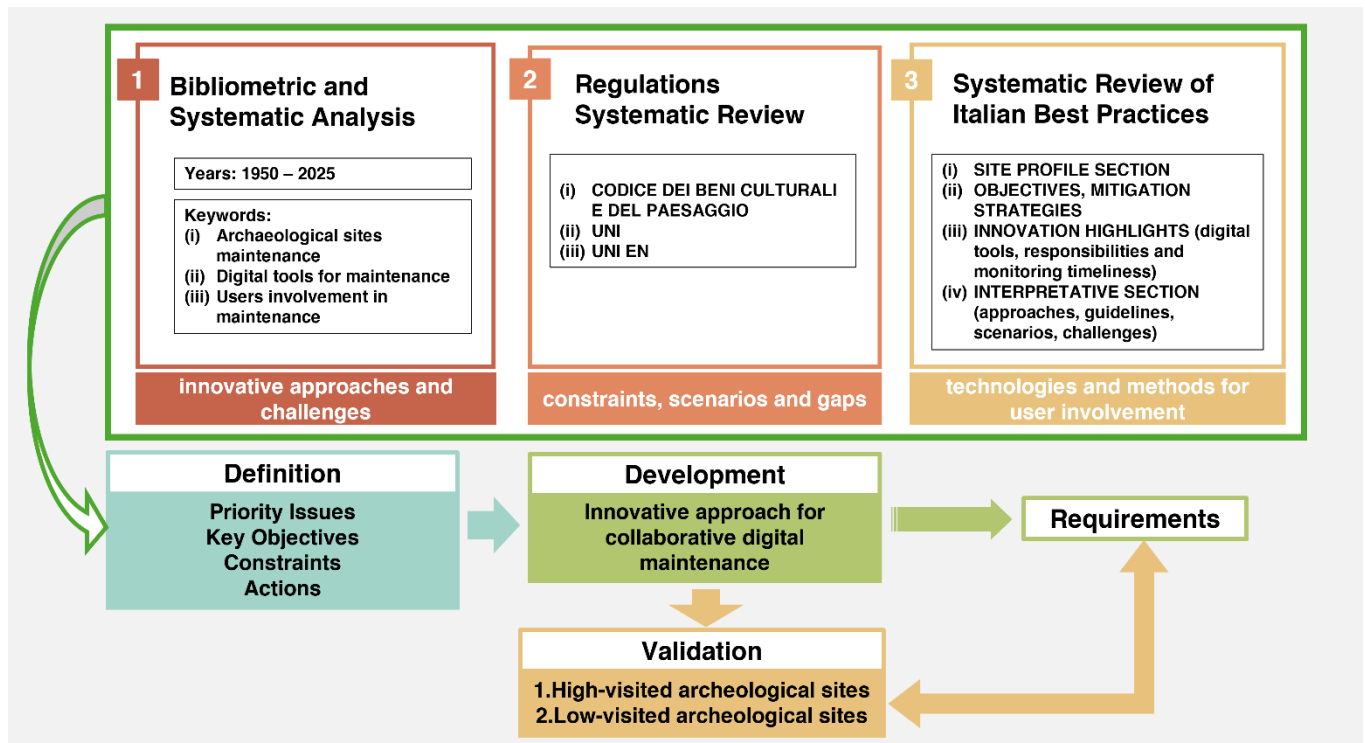 1
Bibliometric and
Systematic Analysis
Years: 1950 – 2025
Keywords:
(i) Archaeological sites
maintenance
(ii) Digital tools for maintenance
(iii) Users involvement in
maintenance
innovative approaches and
challenges
2
Regulations
Systematic Review
(i) CODICE DEI BENI CULTURALI
E DEL PAESAGGIO
(ii) UNI
(iii) UNI EN
constraints, scenarios and gaps
3
Systematic Review of
Italian Best Practices
(i) SITE PROFILE SECTION
(ii) OBJECTIVES, MITIGATION
STRATEGIES
(iii) INNOVATION HIGHLIGHTS (digital
tools, responsibilities and
monitoring timeliness)
(iv) INTERPRETATIVE SECTION
(approaches, guidelines,
scenarios, challenges)
technologies and methods for
user involvement
Definition
Priority Issues
Key Objectives
Constraints
Actions
Development
Innovative approach for
collaborative digital
maintenance
Requirements
Validation
1.High-visited archeological sites
2.Low-visited archeological sites